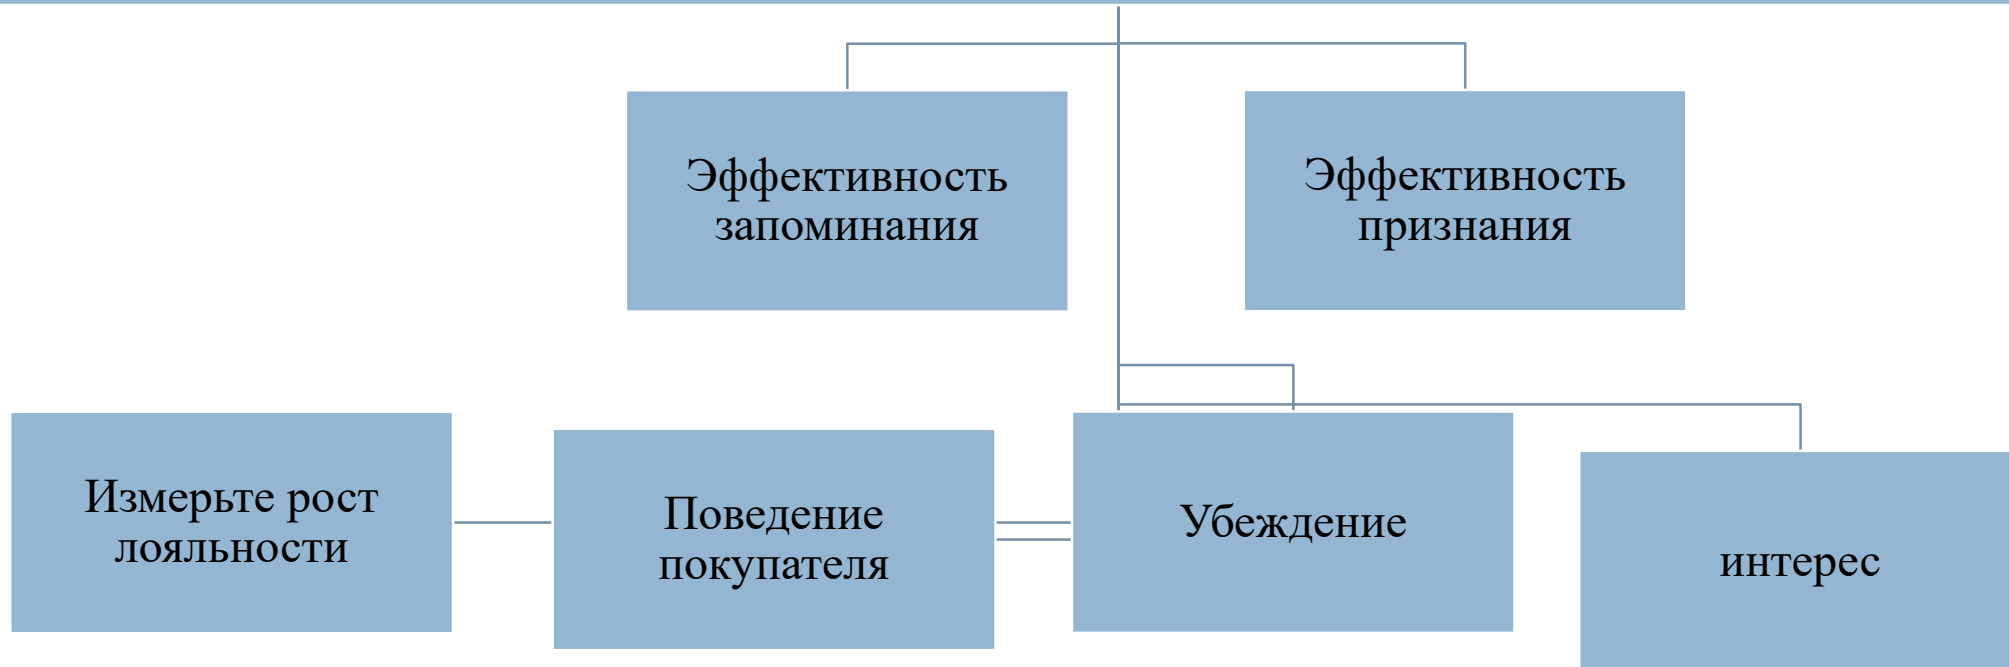 Эффективность
запоминания
Эффективность
признания
Измерьте рост
лояльности
Поведение
покупателя
Убеждение
интерес